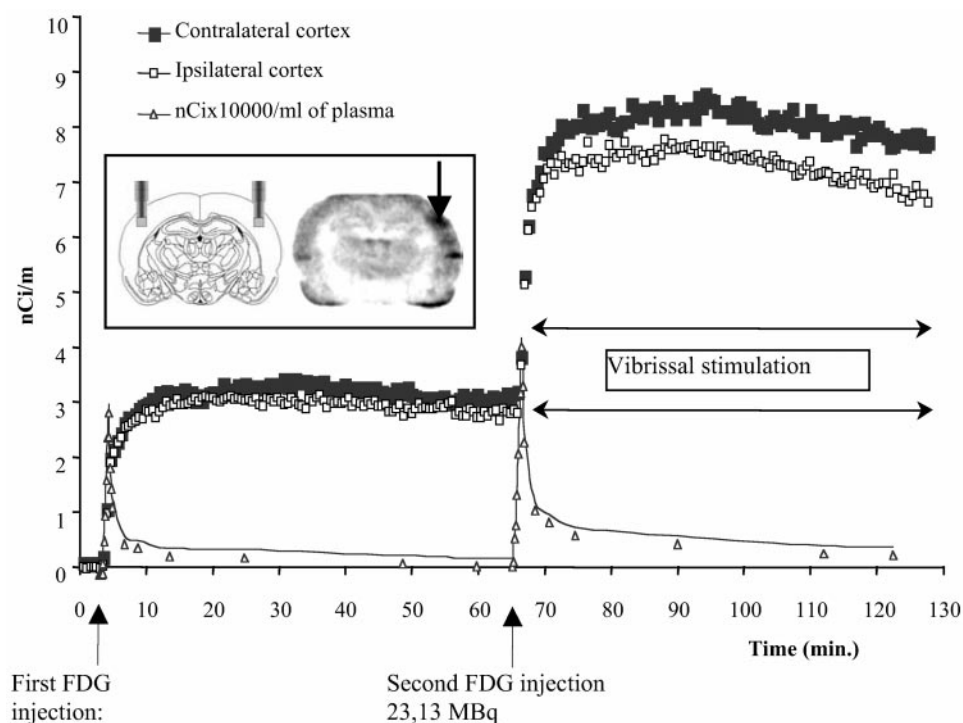 10
9
8
7
6
5
4
3
2
1
0
nCi/m
Contralateral cortex
Ipsilateral cortex
nCix10000/ml of plasma
Vibrissal stimulation
0 10 20 30 40 50 60 70 80 90 100 110 120 130
Time (min.)
First FDG
injection:
Second FDG injection
23,13 MBq